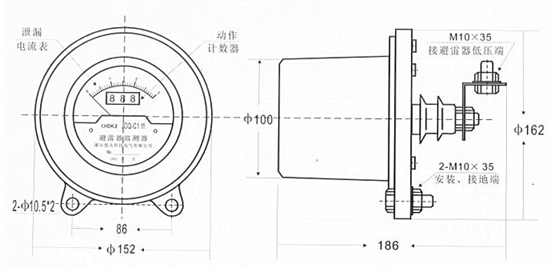 泄漏
电流表
动作
计数器
888
避雷器监测器
2-Φ10.5*2
86
Φ152
M10×35
接避雷器低压端
Φ100
Φ162
2-M10×35
安装、接地端
186